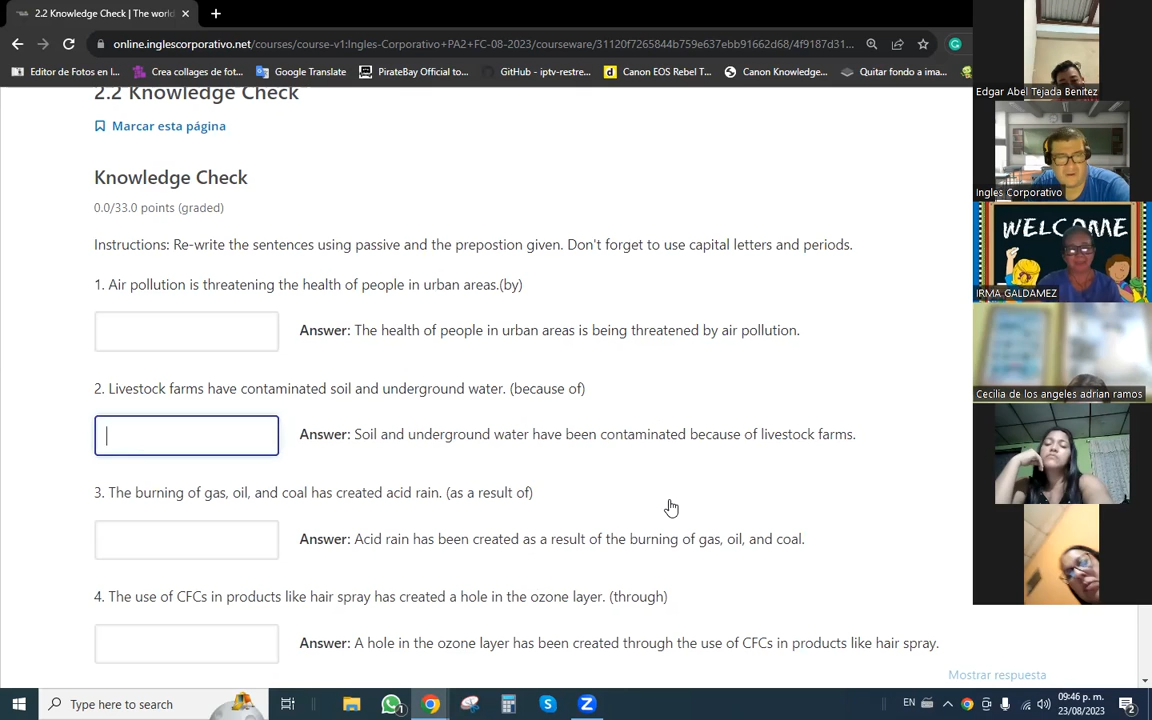 2.2 Knowledge Check | The worl
online.inglescorporativo.net/courses/course-v1:Ingles-Corporativo+PA2+FC-08-2023/courseware/31120f7265844b759e637ebb91662d68/4f9187d31...
Editor de Fotos en l...
Crea collages de fot...
Google Translate
PirateBay Official to...
GitHub - iptv-restre...
Canon EOS Rebel T...
Canon Knowledge...
Quitar fondo a ima...
2.2 Knowledge Check
Marcar esta página
Knowledge Check
0.0/33.0 points (graded)
Instructions: Re-write the sentences using passive and the prepostion given. Don't forget to use capital letters and periods.
1. Air pollution is threatening the health of people in urban areas.(by)
Answer: The health of people in urban areas is being threatened by air pollution.
2. Livestock farms have contaminated soil and underground water. (because of)
Answer: Soil and underground water have been contaminated because of livestock farms.
3. The burning of gas, oil, and coal has created acid rain. (as a result of)
Answer: Acid rain has been created as a result of the burning of gas, oil, and coal.
4. The use of CFCs in products like hair spray has created a hole in the ozone layer. (through)
Answer: A hole in the ozone layer has been created through the use of CFCs in products like hair spray.
Mostrar respuesta
Edgar Abel Tejada Benitez
Ingles Corporativo
WELCOME
IRMA GALDAMEZ
Cecilia de los angeles adrian ramos
Type here to search
1
EN
09:46 p. m.
23/08/2023
2